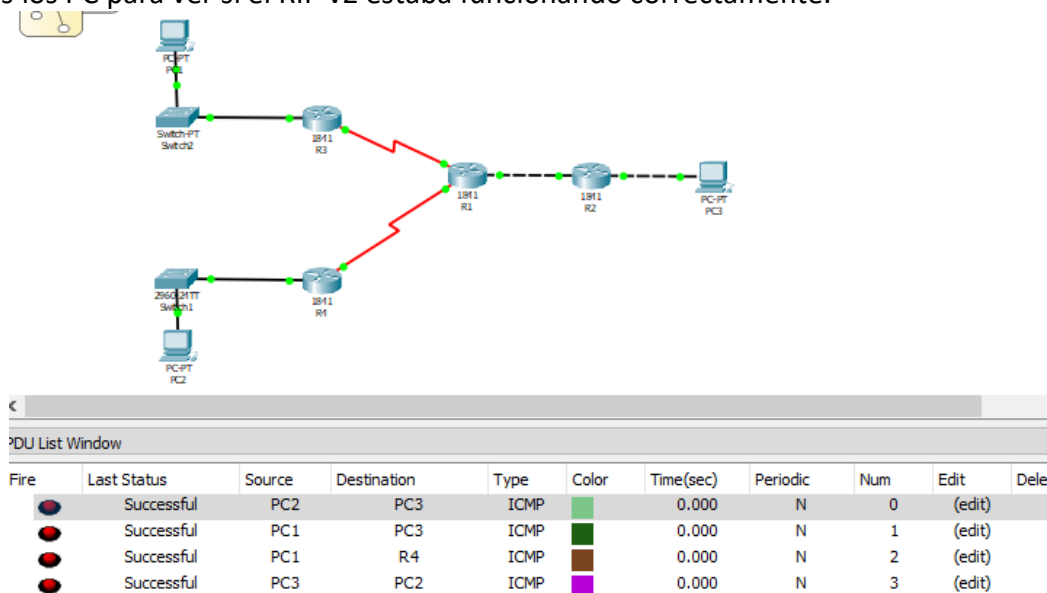 s los PC para ver si el RIP v2 estaba funcionando correctamente.
PC-PT
PC1
Switch-PT
Switch2
1841
R3
1841
R1
1841
R2
PC-PT
PC3
2960-24TT
Switch1
1841
R4
PC-PT
PC2
PDU List Window
Fire Last Status Source Destination Type Color Time(sec) Periodic Num Edit Dele
Successful PC2 PC3 ICMP 0.000 N 0 (edit)
Successful PC1 PC3 ICMP 0.000 N 1 (edit)
Successful PC1 R4 ICMP 0.000 N 2 (edit)
Successful PC3 PC2 ICMP 0.000 N 3 (edit)